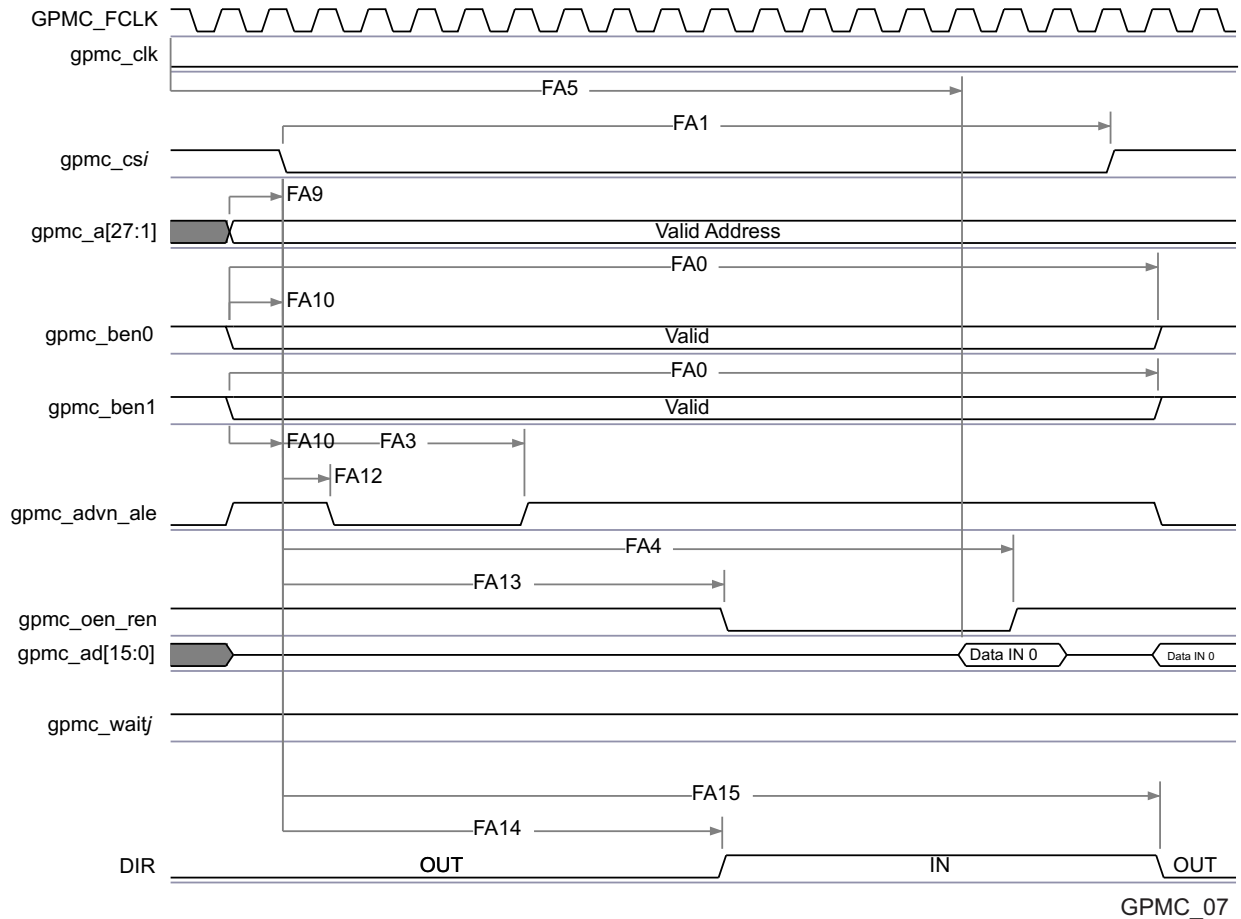 GPMC_FCLK
gpmc_clk
FA5
FA1
gpmc_csi
FA9
gpmc_a[27:1] Valid Address
FA0
FA10
gpmc_ben0 Valid
FA0
gpmc_ben1 Valid
FA10 FA3
FA12
gpmc_advn_ale
FA4
FA13
gpmc_oen_ren
gpmc_ad[15:0] Data IN 0 Data IN 0
gpmc_waitj
FA15
FA14
DIR OUT IN OUT
GPMC_07